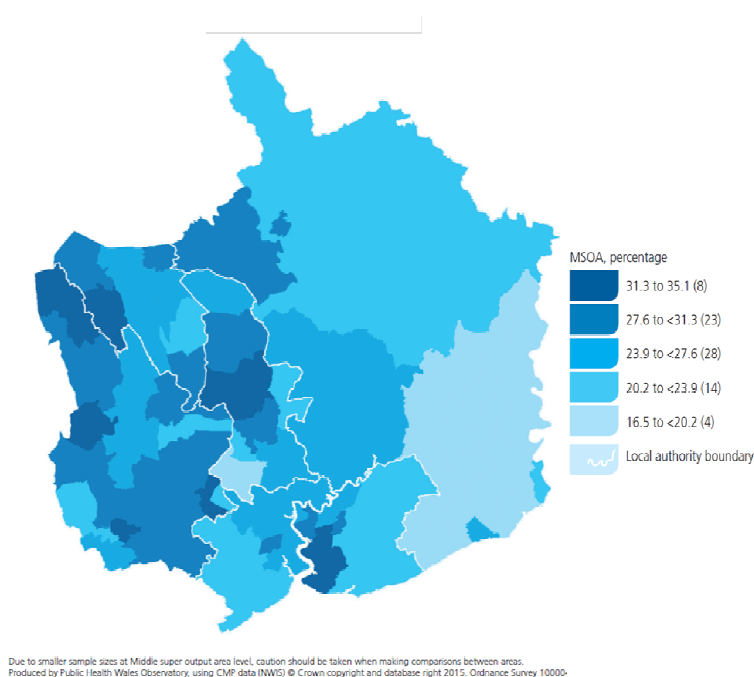 MSOA, percentage
31.3 to 35.1 (8)
27.6 to <31.3 (23)
23.9 to <27.6 (28)
20.2 to <23.9 (14)
16.5 to <20.2 (4)
Local authority boundary
Due to smaller sample sizes at Middle super output area level, caution should be taken when making comparisons between areas.
Produced by Public Health Wales Observatory, using CMP data (NWIS) © Crown copyright and database right 2015. Ordnance Survey 10000